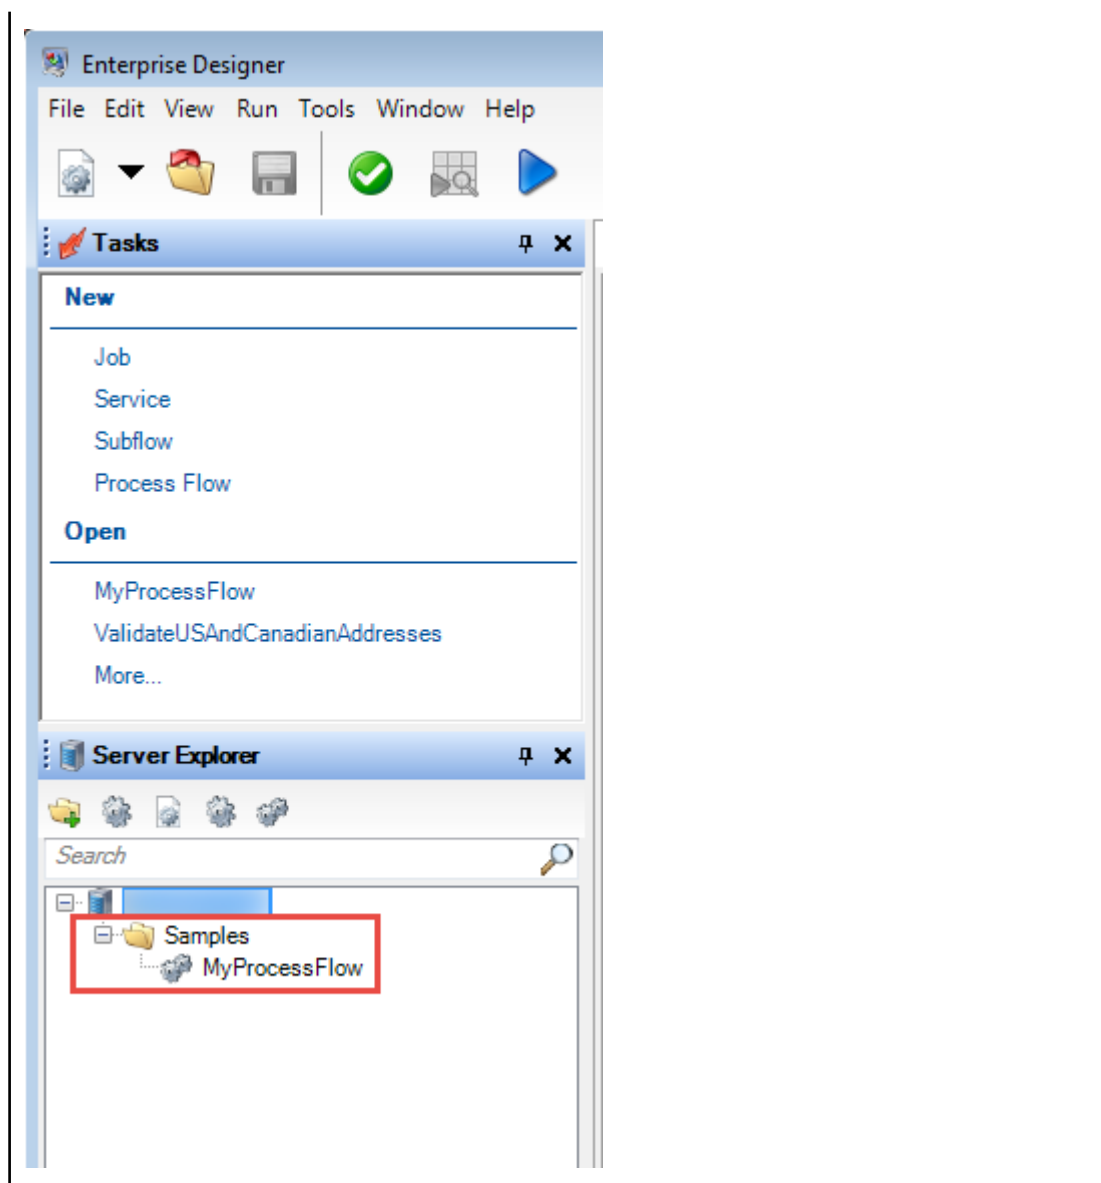 Enterprise Designer
File Edit View Run Tools Window Help
Tasks
New
Job
Service
Subflow
Process Flow
Open
MyProcessFlow
ValidateUSAndCanadianAddresses
More...
Server Explorer
Search
Samples
MyProcessFlow